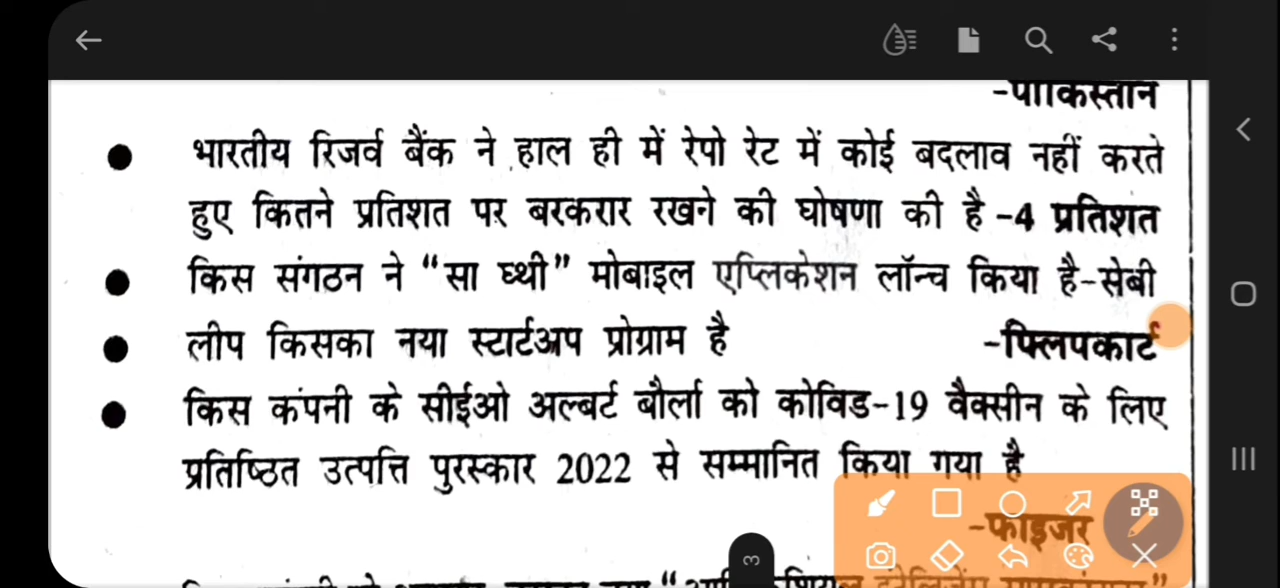 -पाकिस्तान
● भारतीय रिजर्व बैंक ने हाल ही में रेपो रेट में कोई बदलाव नहीं करते
हुए कितने प्रतिशत पर बरकरार रखने की घोषणा की है -4 प्रतिशत
● किस संगठन ने “सा घ्थी” मोबाइल एप्लिकेशन लॉन्च किया है-सेबी
● लीप किसका नया स्टार्टअप प्रोग्राम है -फ्लिपकार्ट
● किस कंपनी के सीईओ अल्बर्ट बौर्ला को कोविड-19 वैक्सीन के लिए
प्रतिष्ठित उत्पत्ति पुरस्कार 2022 से सम्मानित किया गया है
-फाइजर
3